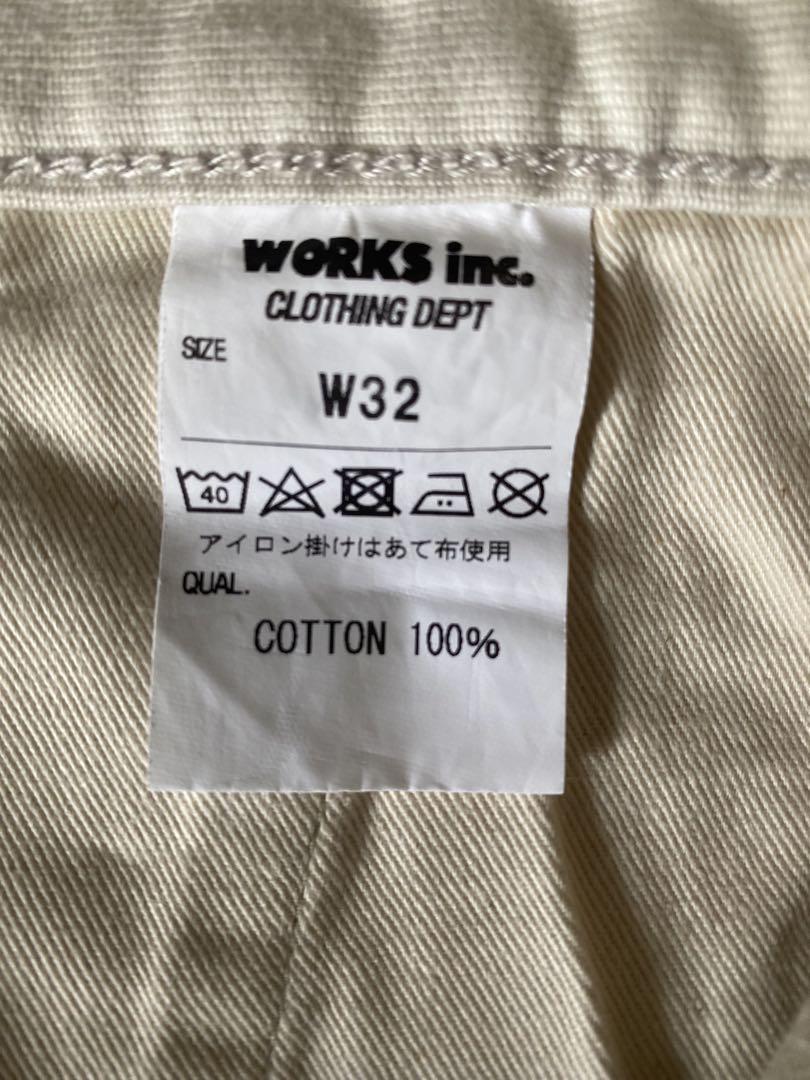 WORKS inc.
CLOTHING DEPT
SIZE
W32
40
アイロン掛けはあて布使用
QUAL.
COTTON 100%